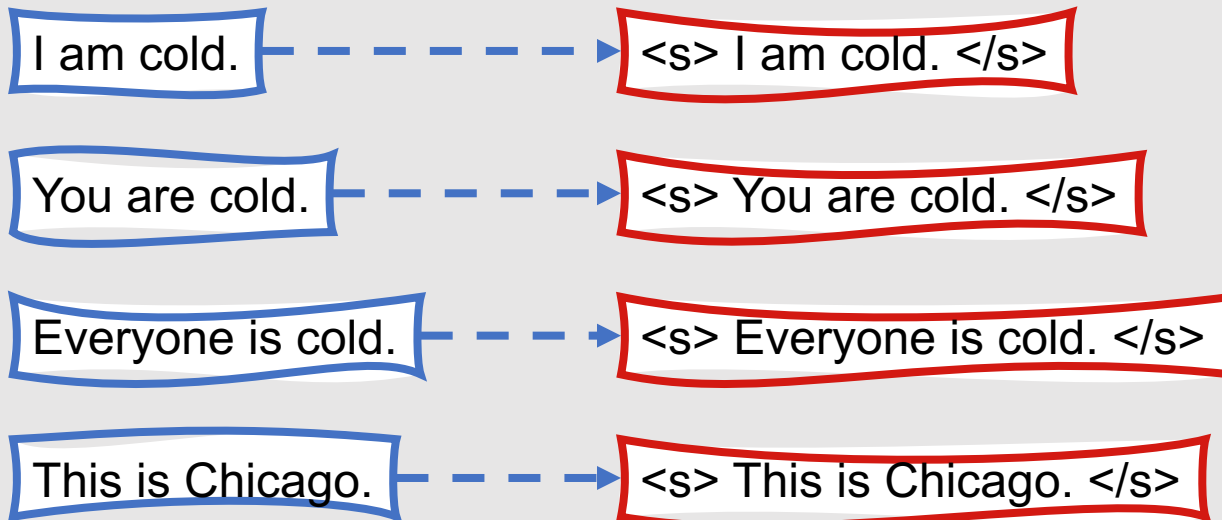 I am cold. <s> I am cold. </s>
You are cold. <s> You are cold. </s>
Everyone is cold. <s> Everyone is cold. </s>
This is Chicago. <s> This is Chicago. </s>